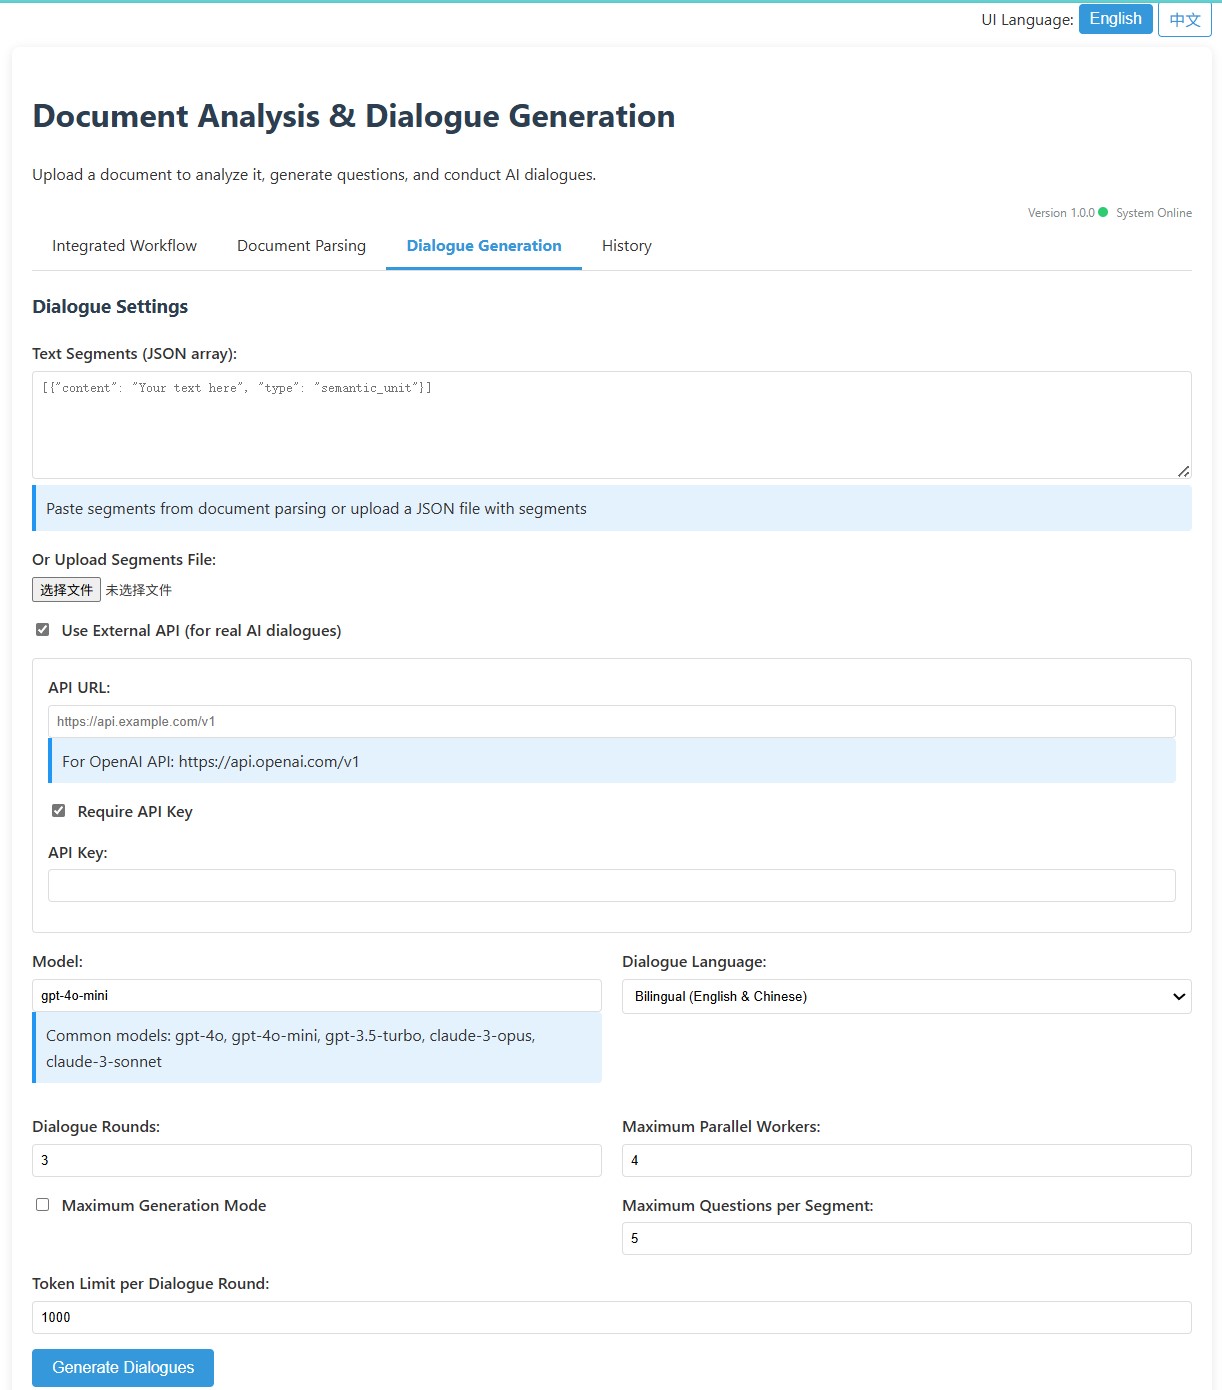 UI Language: English 中文
Document Analysis & Dialogue Generation
Upload a document to analyze it, generate questions, and conduct AI dialogues.
Version 1.0.0 System Online
Integrated Workflow Document Parsing Dialogue Generation History
Dialogue Settings
Text Segments (JSON array):
[{"content": "Your text here", "type": "semantic_unit"}]
Paste segments from document parsing or upload a JSON file with segments
Or Upload Segments File:
选择文件 未选择文件
Use External API (for real AI dialogues)
API URL:
https://api.example.com/v1
For OpenAI API: https://api.openai.com/v1
Require API Key
API Key:
Model: Dialogue Language:
gpt-4o-mini Bilingual (English & Chinese)
Common models: gpt-4o, gpt-4o-mini, gpt-3.5-turbo, claude-3-opus,
claude-3-sonnet
Dialogue Rounds: Maximum Parallel Workers:
3 4
Maximum Generation Mode Maximum Questions per Segment:
5
Token Limit per Dialogue Round:
1000
Generate Dialogues